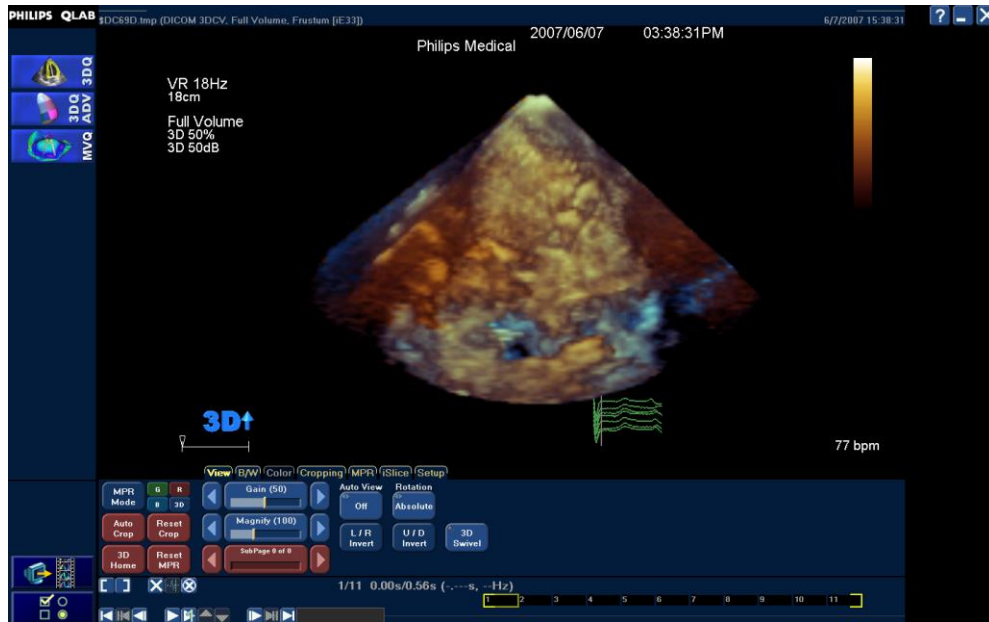 PHILIPS QLAB $DC69D.tmp (DICOM 3DCV, Full Volume, Frustum [iE33]) 6/7/2007 15:38:31 ?
Philips Medical 2007/06/07 03:38:31PM
3DQ
3DQ ADV
MVQ
VR 18Hz
18cm
Full Volume
3D 50%
3D 50dB
3D
77 bpm
View B/W Color Cropping MPR iSlice Setup
MPR Mode
G R
B 3D
Gain (50)
Auto View
Off
Rotation
Absolute
Auto Crop
Reset Crop
Magnify (100)
L / R Invert
U / D Invert
3D Swivel
3D Home
Reset MPR
SubPage 0 of 0
1/11 0.00s/0.56s (-.---s, --Hz)
1 2 3 4 5 6 7 8 9 10 11